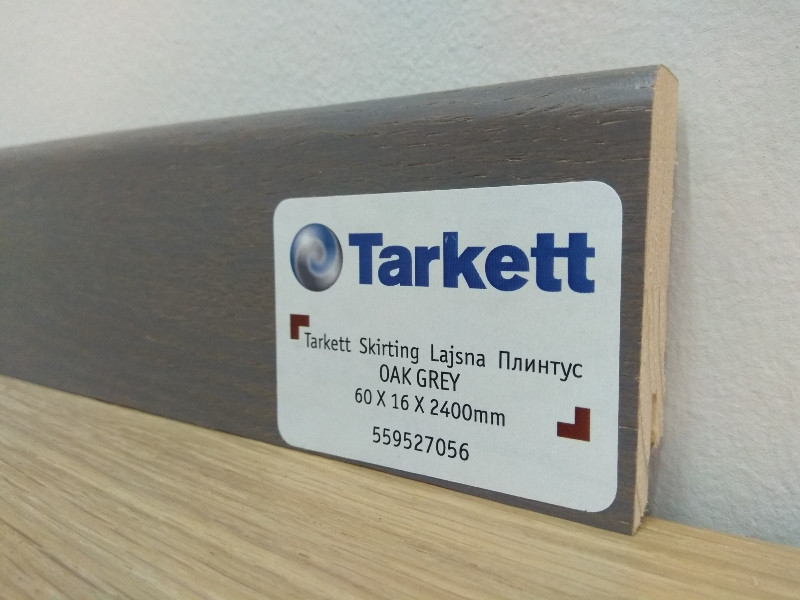 Tarkett
Tarkett Skirting Lajsna Плинтус
OAK GREY
60 X 16 X 2400mm
559527056